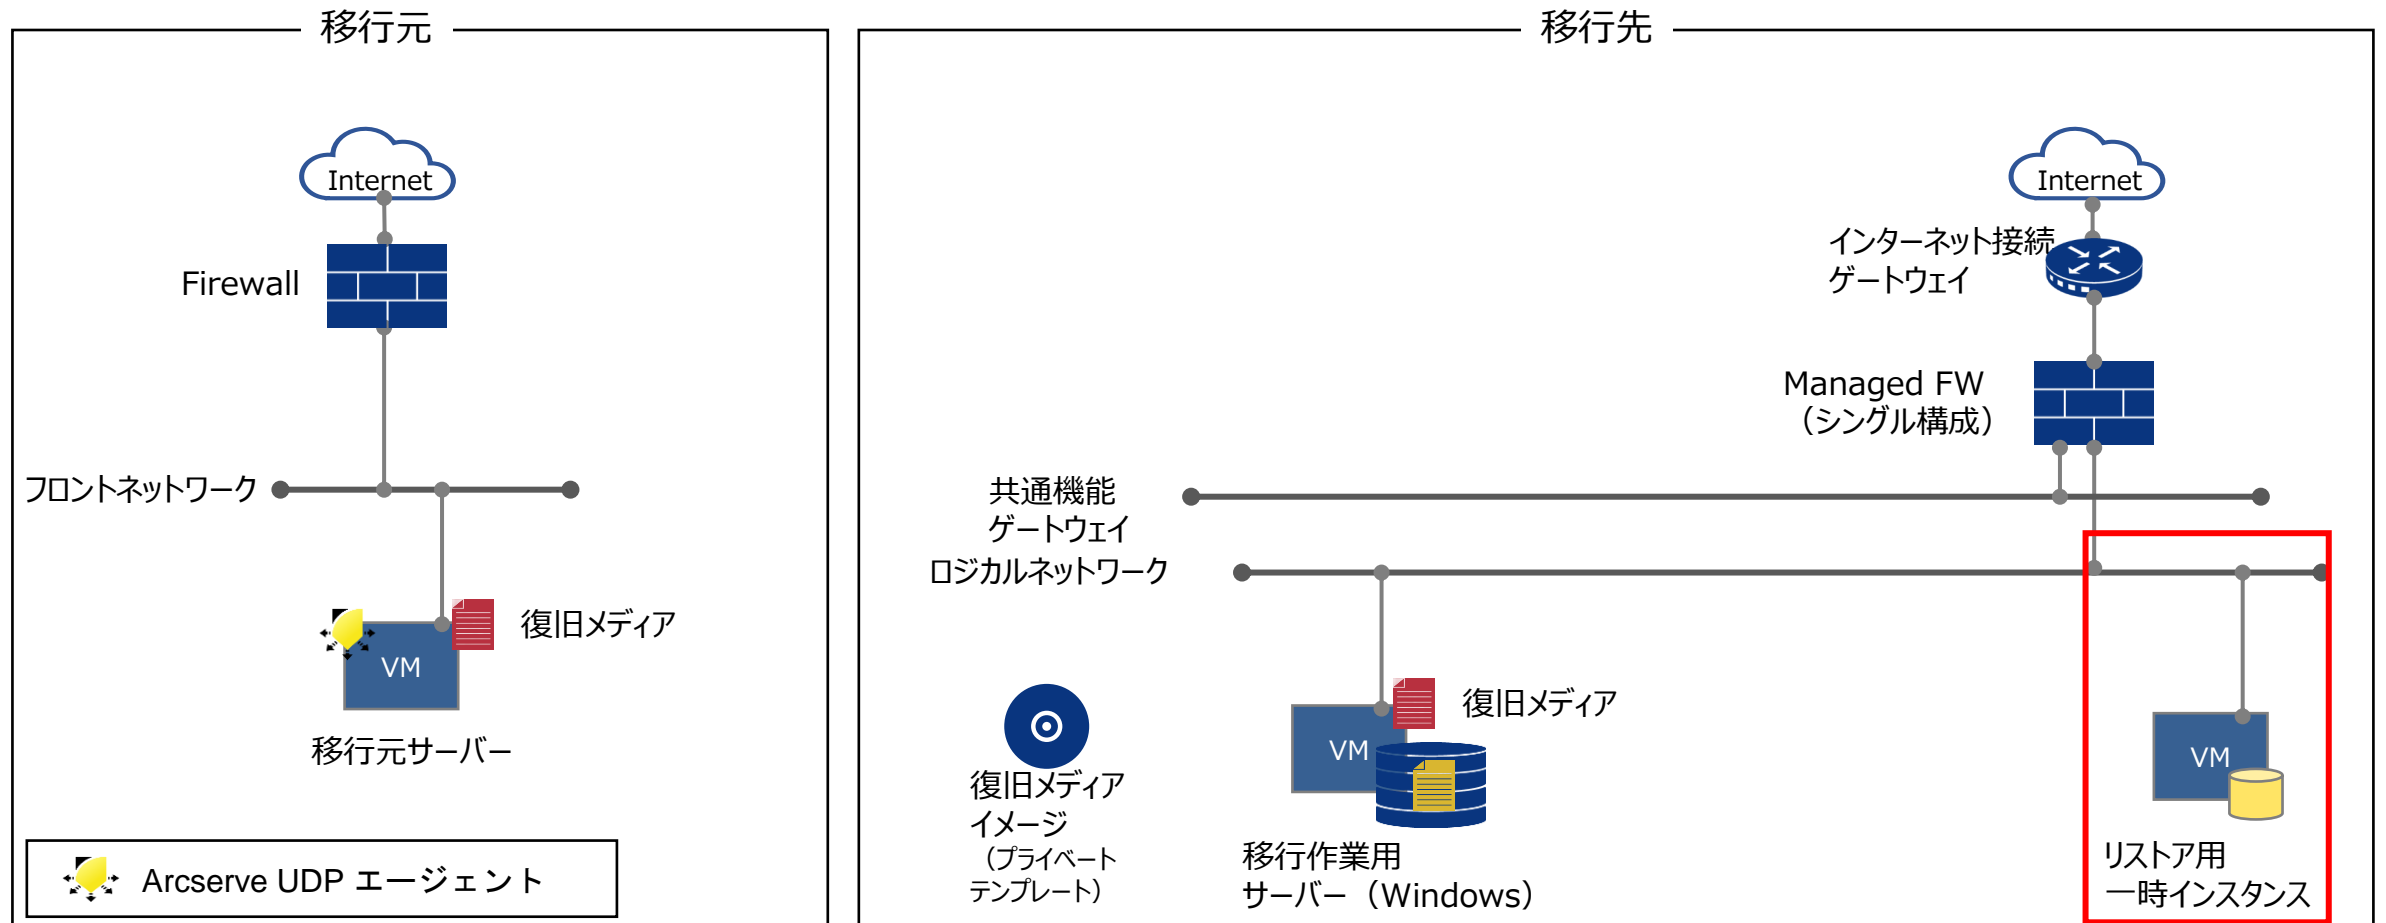 移行元
Internet
Firewall
フロントネットワーク
復旧メディア
VM
移行元サーバー
Arcserve UDP エージェント
移行先
Internet
インターネット接続
ゲートウェイ
Managed FW
（シングル構成）
共通機能
ゲートウェイ
ロジカルネットワーク
復旧メディア
VM
復旧メディア
イメージ
（プライベート
テンプレート）
移行作業用
サーバー（Windows）
VM
リストア用
一時インスタンス